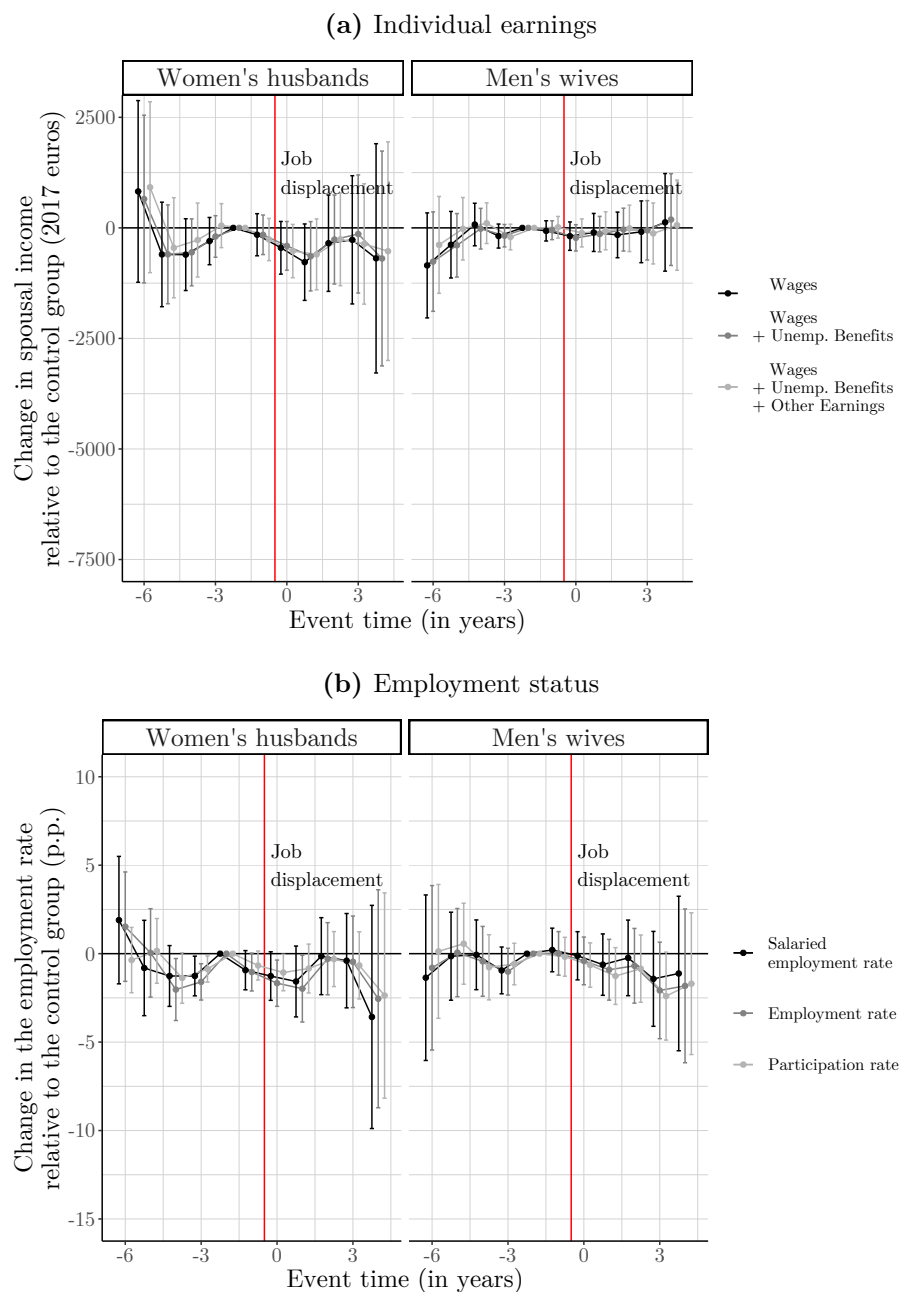 (a) Individual earnings
Women's husbands
Men's wives
Change in spousal income
relative to the control group (2017 euros)
2500
0
-2500
-5000
-7500
Job
displacement
Job
displacement
-6
-3
0
3
-6
-3
0
3
Event time (in years)
Wages
Wages
+ Unemp. Benefits
Wages
+ Unemp. Benefits
+ Other Earnings
(b) Employment status
Women's husbands
Men's wives
Change in the employment rate
relative to the control group (p.p.)
10
5
0
-5
-10
-15
Job
displacement
Job
displacement
-6
-3
0
3
-6
-3
0
3
Event time (in years)
Salaried
employment rate
Employment rate
Participation rate